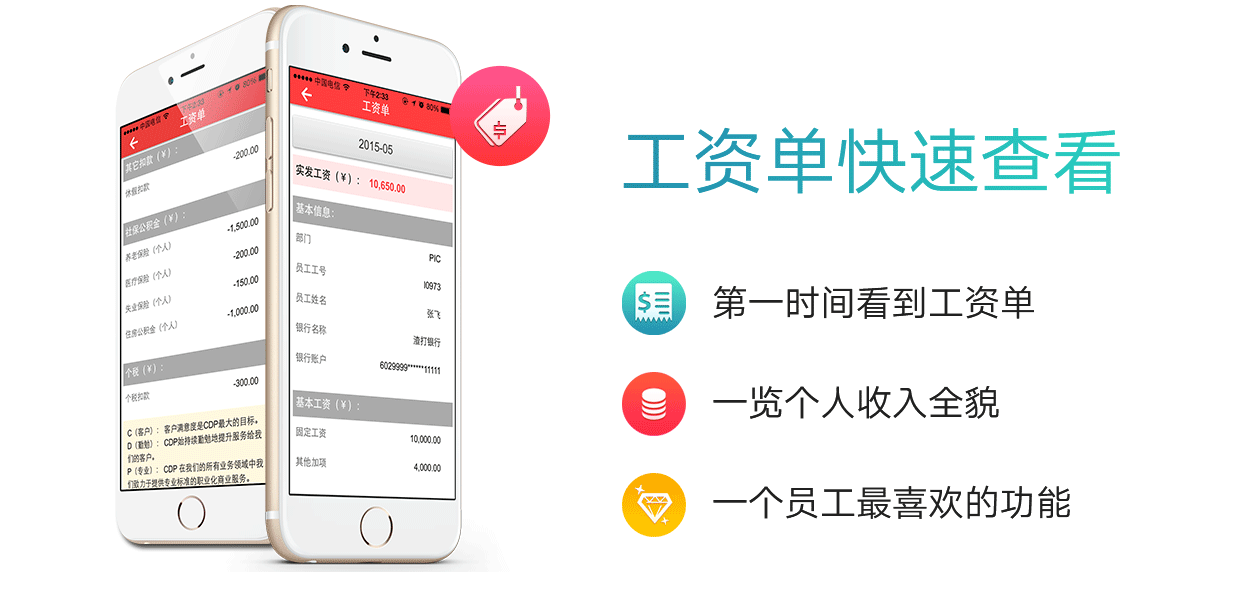 中国电信 下午2:33 80%
工资单
其它扣款（￥）：
-200.00
休假扣款
社保公积金（￥）：
-1,500.00
养老保险（个人）
-200.00
医疗保险（个人）
-150.00
失业保险（个人）
-1,000.00
住房公积金（个人）
个税（￥）：
-300.00
个税扣款
C（客户）：客户满意度是CDP最大的目标。
D（勤勉）：CDP始持续勤勉地提升服务给我
们的客户。
P（专业）：CDP 在我们的所有业务领域中我
们致力于提供专业标准的职业化商业服务。
中国电信 下午2:33 80%
工资单
2015-05
实发工资（￥）： 10,650.00
基本信息：
部门
PIC
员工工号
I0973
员工姓名
张飞
银行名称
渣打银行
银行账户
6029999******11111
基本工资（￥）：
固定工资
10,000.00
其他加项
4,000.00
工资单快速查看
第一时间看到工资单
一览个人收入全貌
一个员工最喜欢的功能